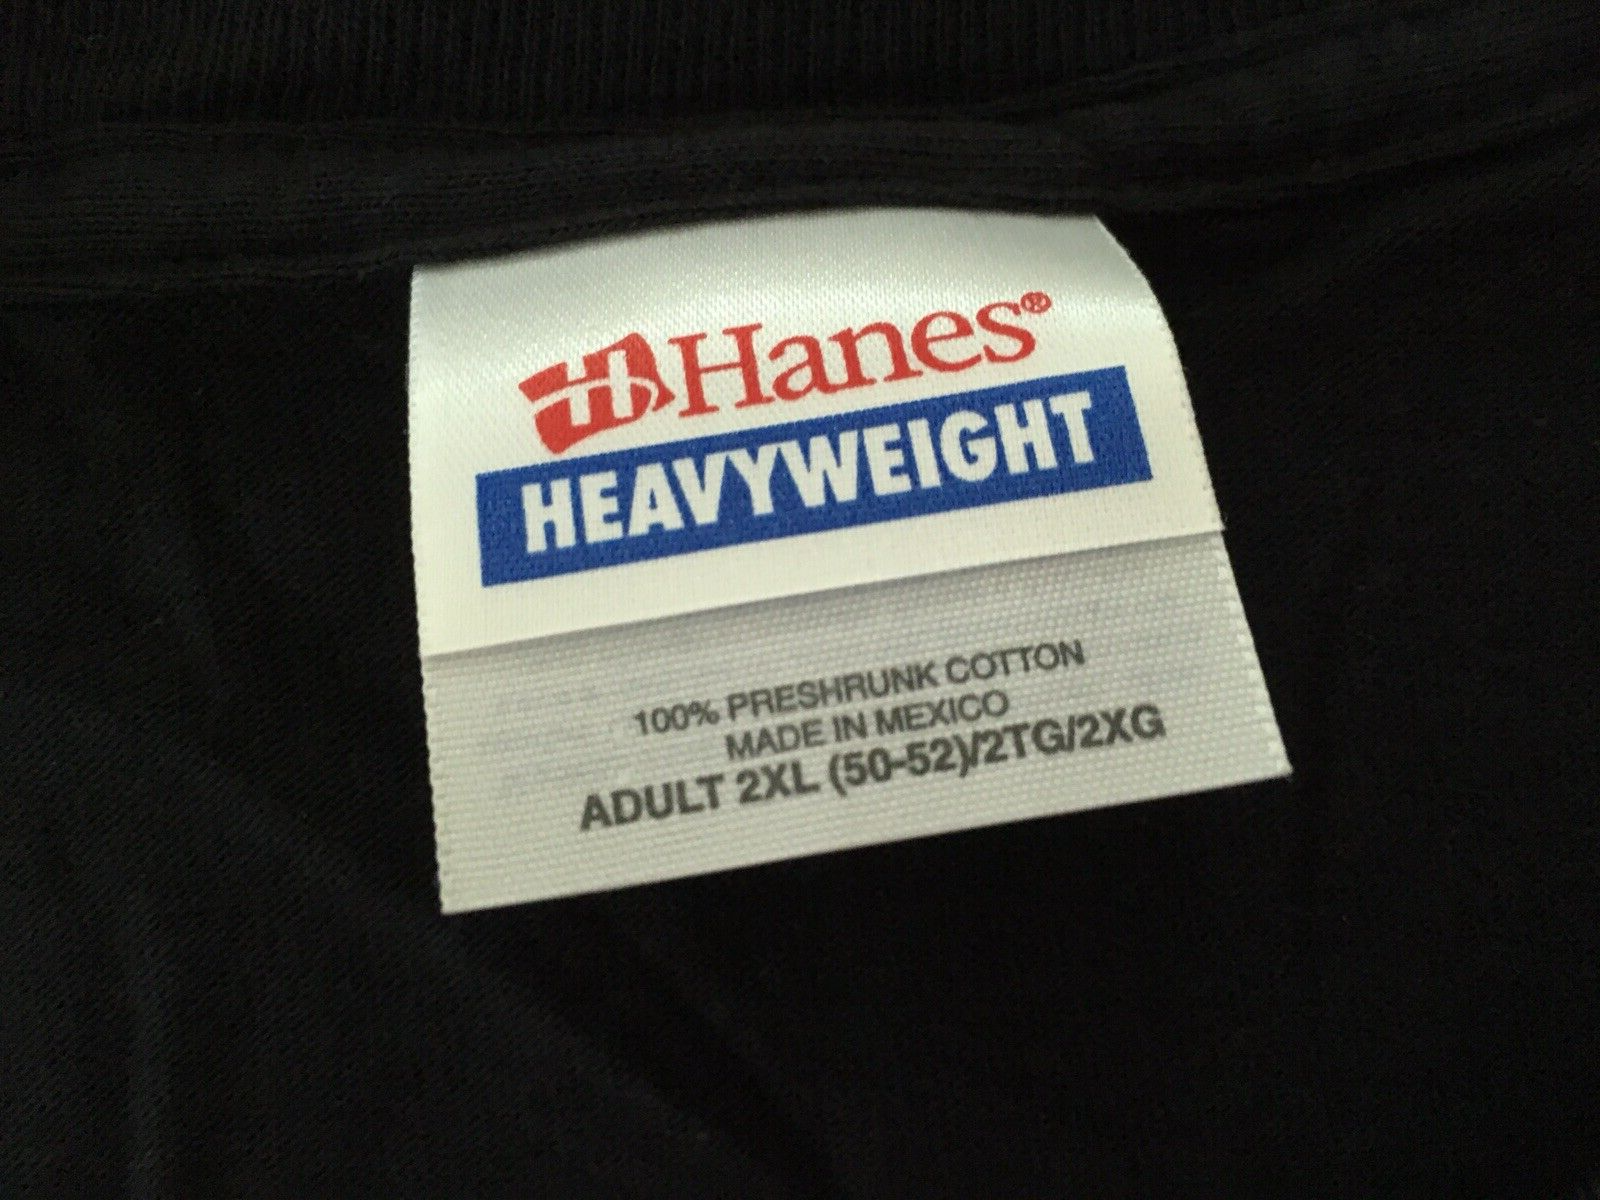 Hanes®
HEAVYWEIGHT
100% PRESHRUNK COTTON
MADE IN MEXICO
ADULT 2XL (50-52)/2TG/2XG